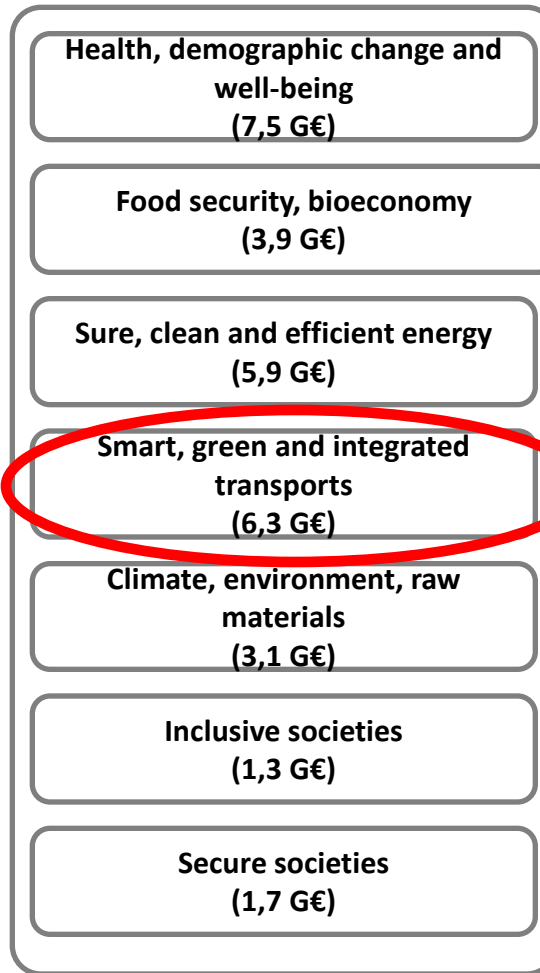 Health, demographic change and
well-being
(7,5 G€)
Food security, bioeconomy
(3,9 G€)
Sure, clean and efficient energy
(5,9 G€)
Smart, green and integrated
transports
(6,3 G€)
Climate, environment, raw
materials
(3,1 G€)
Inclusive societies
(1,3 G€)
Secure societies
(1,7 G€)